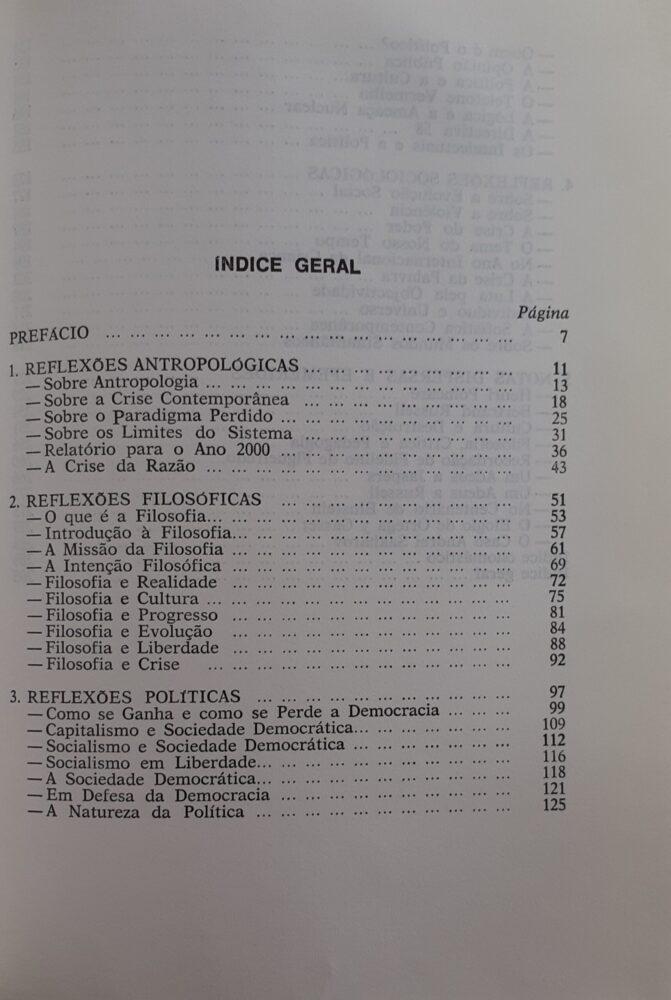 ÍNDICE GERAL
Página
PREFÁCIO ... ... ... ... ... ... ... ... ... ... ... ... ... ... 7
1. REFLEXÕES ANTROPOLÓGICAS ... ... ... ... ... ... ... 11
— Sobre Antropologia ... ... ... ... ... ... ... ... ... ... 13
— Sobre a Crise Contemporânea ... ... ... ... ... ... ... 18
— Sobre o Paradigma Perdido ... ... ... ... ... ... ... ... 25
— Sobre os Limites do Sistema ... ... ... ... ... ... ... 31
— Relatório para o Ano 2000 ... ... ... ... ... ... ... ... 36
— A Crise da Razão ... ... ... ... ... ... ... ... ... ... 43
2. REFLEXÕES FILOSÓFICAS ... ... ... ... ... ... ... ... 51
— O que é a Filosofia... ... ... ... ... ... ... ... ... ... 53
— Introdução à Filosofia... ... ... ... ... ... ... ... ... 57
— A Missão da Filosofia ... ... ... ... ... ... ... ... ... 61
— A Intenção Filosófica ... ... ... ... ... ... ... ... ... 69
— Filosofia e Realidade ... ... ... ... ... ... ... ... ... 72
— Filosofia e Cultura ... ... ... ... ... ... ... ... ... ... 75
— Filosofia e Progresso ... ... ... ... ... ... ... ... ... 81
— Filosofia e Evolução ... ... ... ... ... ... ... ... ... 84
— Filosofia e Liberdade ... ... ... ... ... ... ... ... ... 88
— Filosofia e Crise ... ... ... ... ... ... ... ... ... ... 92
3. REFLEXÕES POLÍTICAS ... ... ... ... ... ... ... ... ... 97
— Como se Ganha e como se Perde a Democracia ... ... ... 99
— Capitalismo e Sociedade Democrática... ... ... ... ... ... 109
— Socialismo e Sociedade Democrática ... ... ... ... ... ... 112
— Socialismo em Liberdade... ... ... ... ... ... ... ... ... 116
— A Sociedade Democrática... ... ... ... ... ... ... ... ... 118
— Em Defesa da Democracia ... ... ... ... ... ... ... ... 121
— A Natureza da Política ... ... ... ... ... ... ... ... ... 125